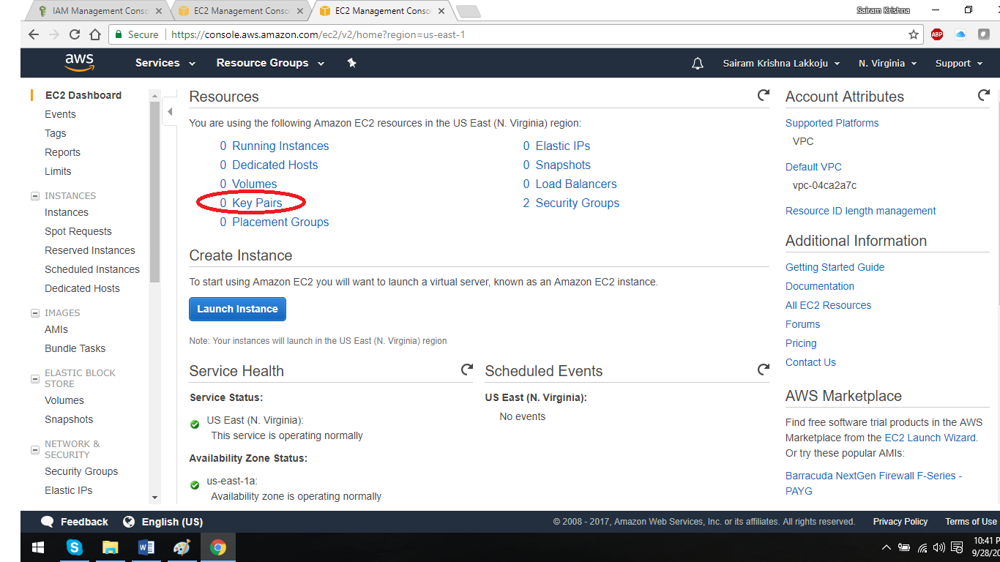 IAM Management Conso
EC2 Management Conso
EC2 Management Conso
Sairam Krishna
Secure
https://console.aws.amazon.com/ec2/v2/home?region=us-east-1
ABP
aws
Services
Resource Groups
Sairam Krishna Lakkoju
N. Virginia
Support
EC2 Dashboard
Events
Tags
Reports
Limits
INSTANCES
Instances
Spot Requests
Reserved Instances
Scheduled Instances
Dedicated Hosts
IMAGES
AMIs
Bundle Tasks
ELASTIC BLOCK
STORE
Volumes
Snapshots
NETWORK &
SECURITY
Security Groups
Elastic IPs
Resources
You are using the following Amazon EC2 resources in the US East (N. Virginia) region:
0 Running Instances
0 Dedicated Hosts
0 Volumes
0 Key Pairs
0 Placement Groups
0 Elastic IPs
0 Snapshots
0 Load Balancers
2 Security Groups
Create Instance
To start using Amazon EC2 you will want to launch a virtual server, known as an Amazon EC2 instance.
Launch Instance
Note: Your instances will launch in the US East (N. Virginia) region
Service Health
Service Status:
US East (N. Virginia):
This service is operating normally
Availability Zone Status:
us-east-1a:
Availability zone is operating normally
Scheduled Events
US East (N. Virginia):
No events
Account Attributes
Supported Platforms
VPC
Default VPC
vpc-04ca2a7c
Resource ID length management
Additional Information
Getting Started Guide
Documentation
All EC2 Resources
Forums
Pricing
Contact Us
AWS Marketplace
Find free software trial products in the AWS
Marketplace from the EC2 Launch Wizard.
Or try these popular AMIs:
Barracuda NextGen Firewall F-Series -
PAYG
Feedback
English (US)
© 2008 - 2017, Amazon Web Services, Inc. or its affiliates. All rights reserved.
Privacy Policy
Terms of Use
10:41 P
9/28/20